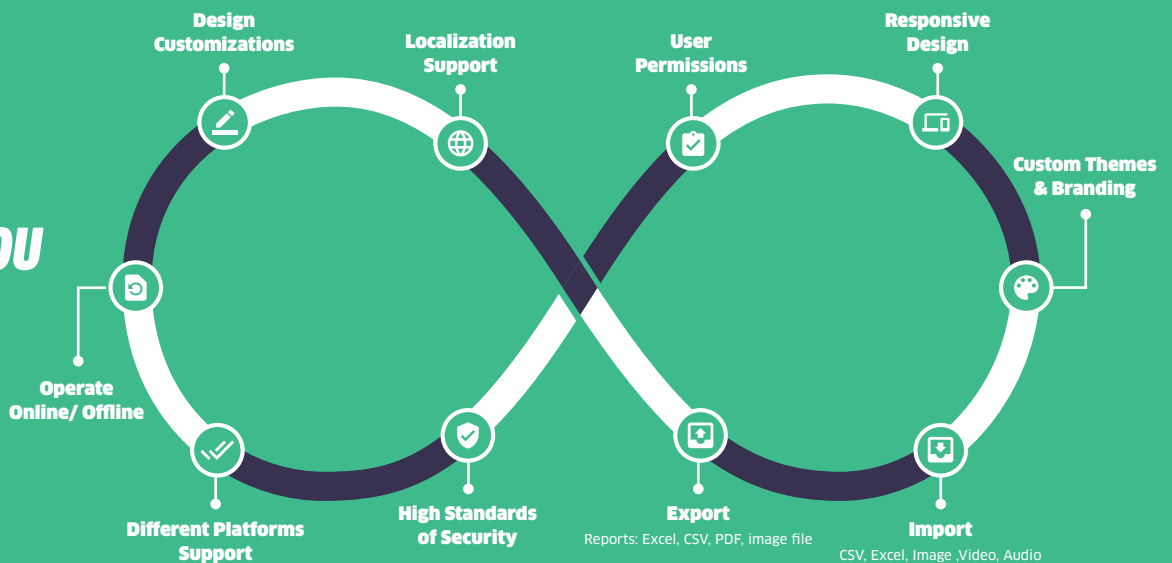 Design
Customizations
Localization
Support
User
Permissions
Responsive
Design
Custom Themes
& Branding
OU
Operate
Online/ Offline
Different Platforms
Support
High Standards
of Security
Export
Reports: Excel, CSV, PDF, image file
Import
CSV, Excel, Image ,Video, Audio